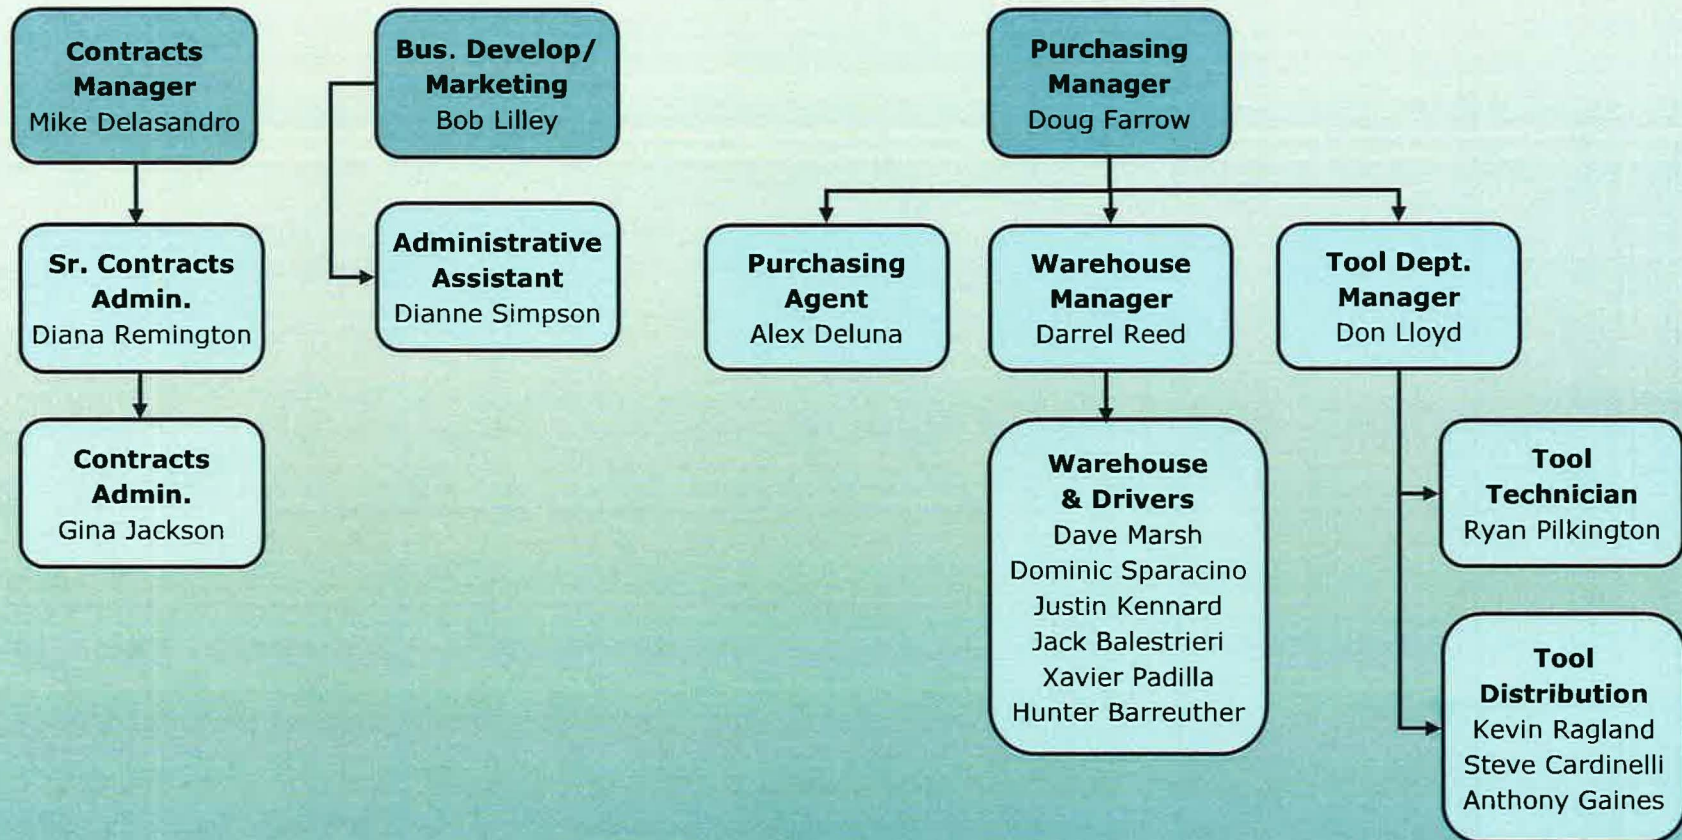 Contracts
Manager
Mike Delasandro
Bus. Develop/
Marketing
Bob Lilley
Purchasing
Manager
Doug Farrow
Sr. Contracts
Admin.
Diana Remington
Administrative
Assistant
Dianne Simpson
Purchasing
Agent
Alex Deluna
Warehouse
Manager
Darrel Reed
Tool Dept.
Manager
Don Lloyd
Contracts
Admin.
Gina Jackson
Warehouse
& Drivers
Dave Marsh
Dominic Sparacino
Justin Kennard
Jack Balestrieri
Xavier Padilla
Hunter Barreuther
Tool
Technician
Ryan Pilkington
Tool
Distribution
Kevin Ragland
Steve Cardinelli
Anthony Gaines